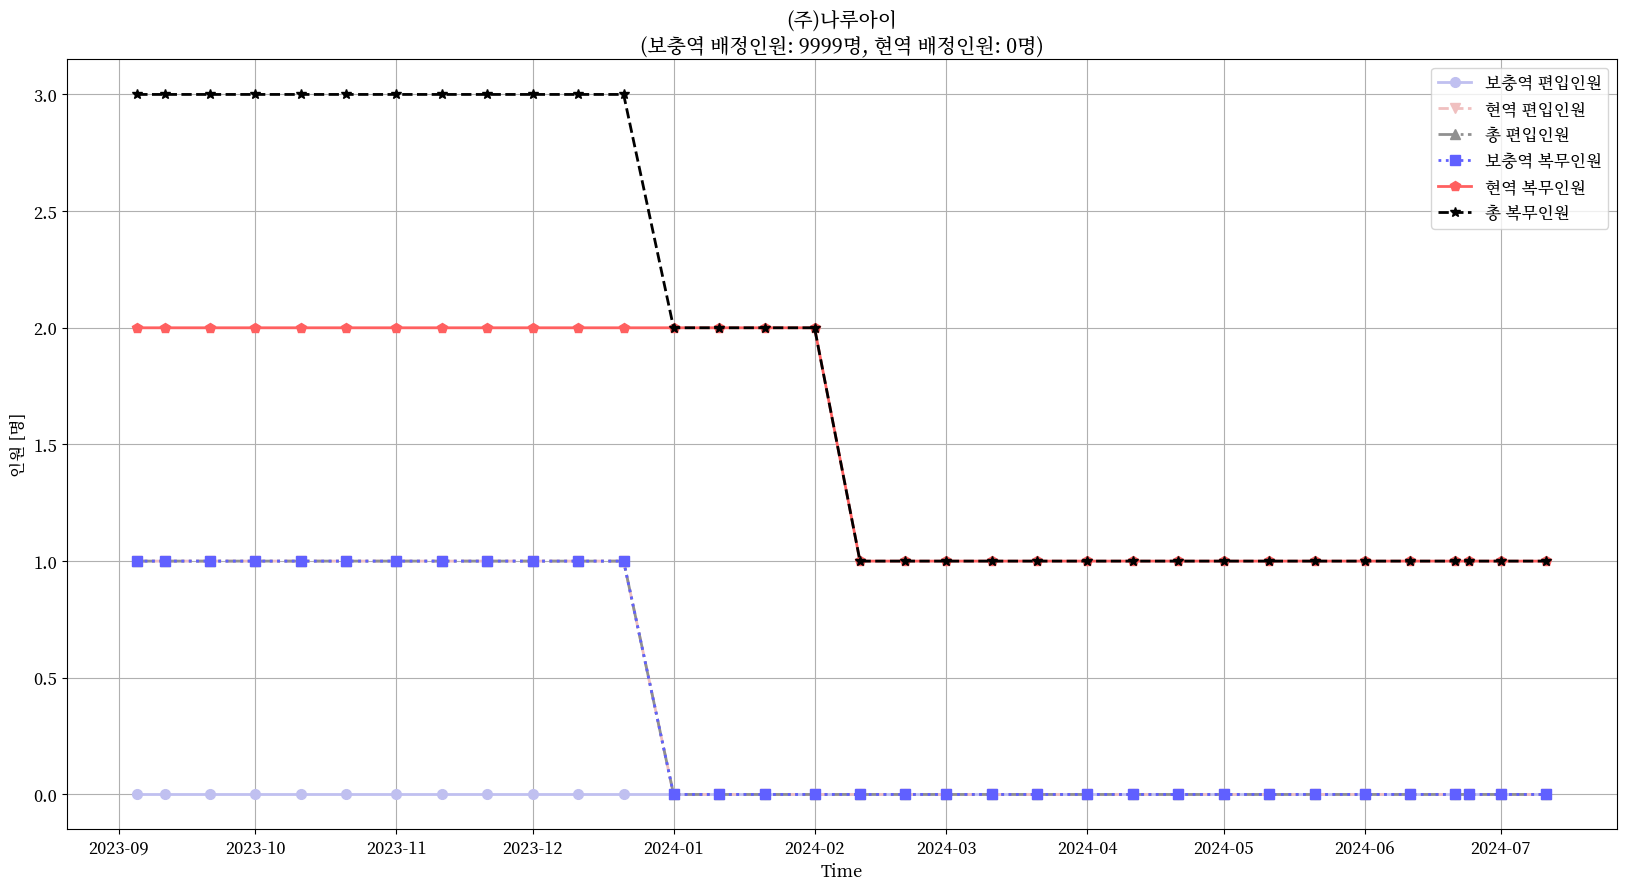 (주)나루아이
(보충역 배정인원: 9999명, 현역 배정인원: 0명)
보충역 편입인원
현역 편입인원
총 편입인원
보충역 복무인원
현역 복무인원
총 복무인원
인원 [명]
3.0
2.5
2.0
1.5
1.0
0.5
0.0
2023-09 2023-10 2023-11 2023-12 2024-01 2024-02 2024-03 2024-04 2024-05 2024-06 2024-07
Time